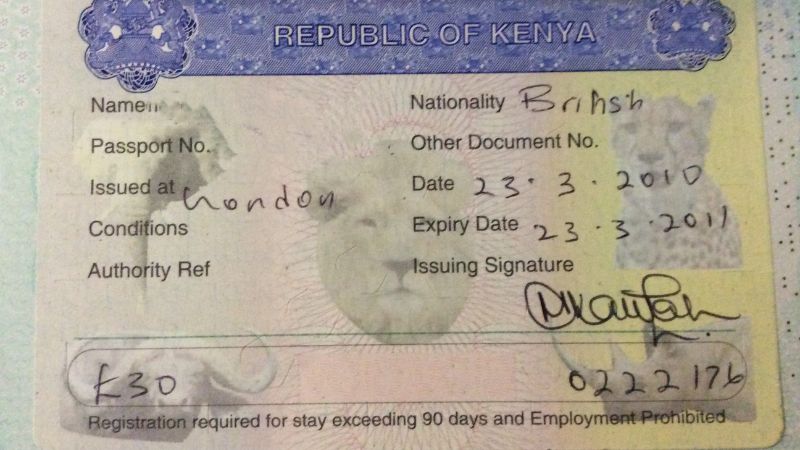 REPUBLIC OF KENYA
Name
Nationality British
Passport No.
Other Document No.
Issued at London
Date 23.3.2010
Conditions
Expiry Date 23.3.2011
Authority Ref
Issuing Signature
£30
0222176
Registration required for stay exceeding 90 days and Employment Prohibited